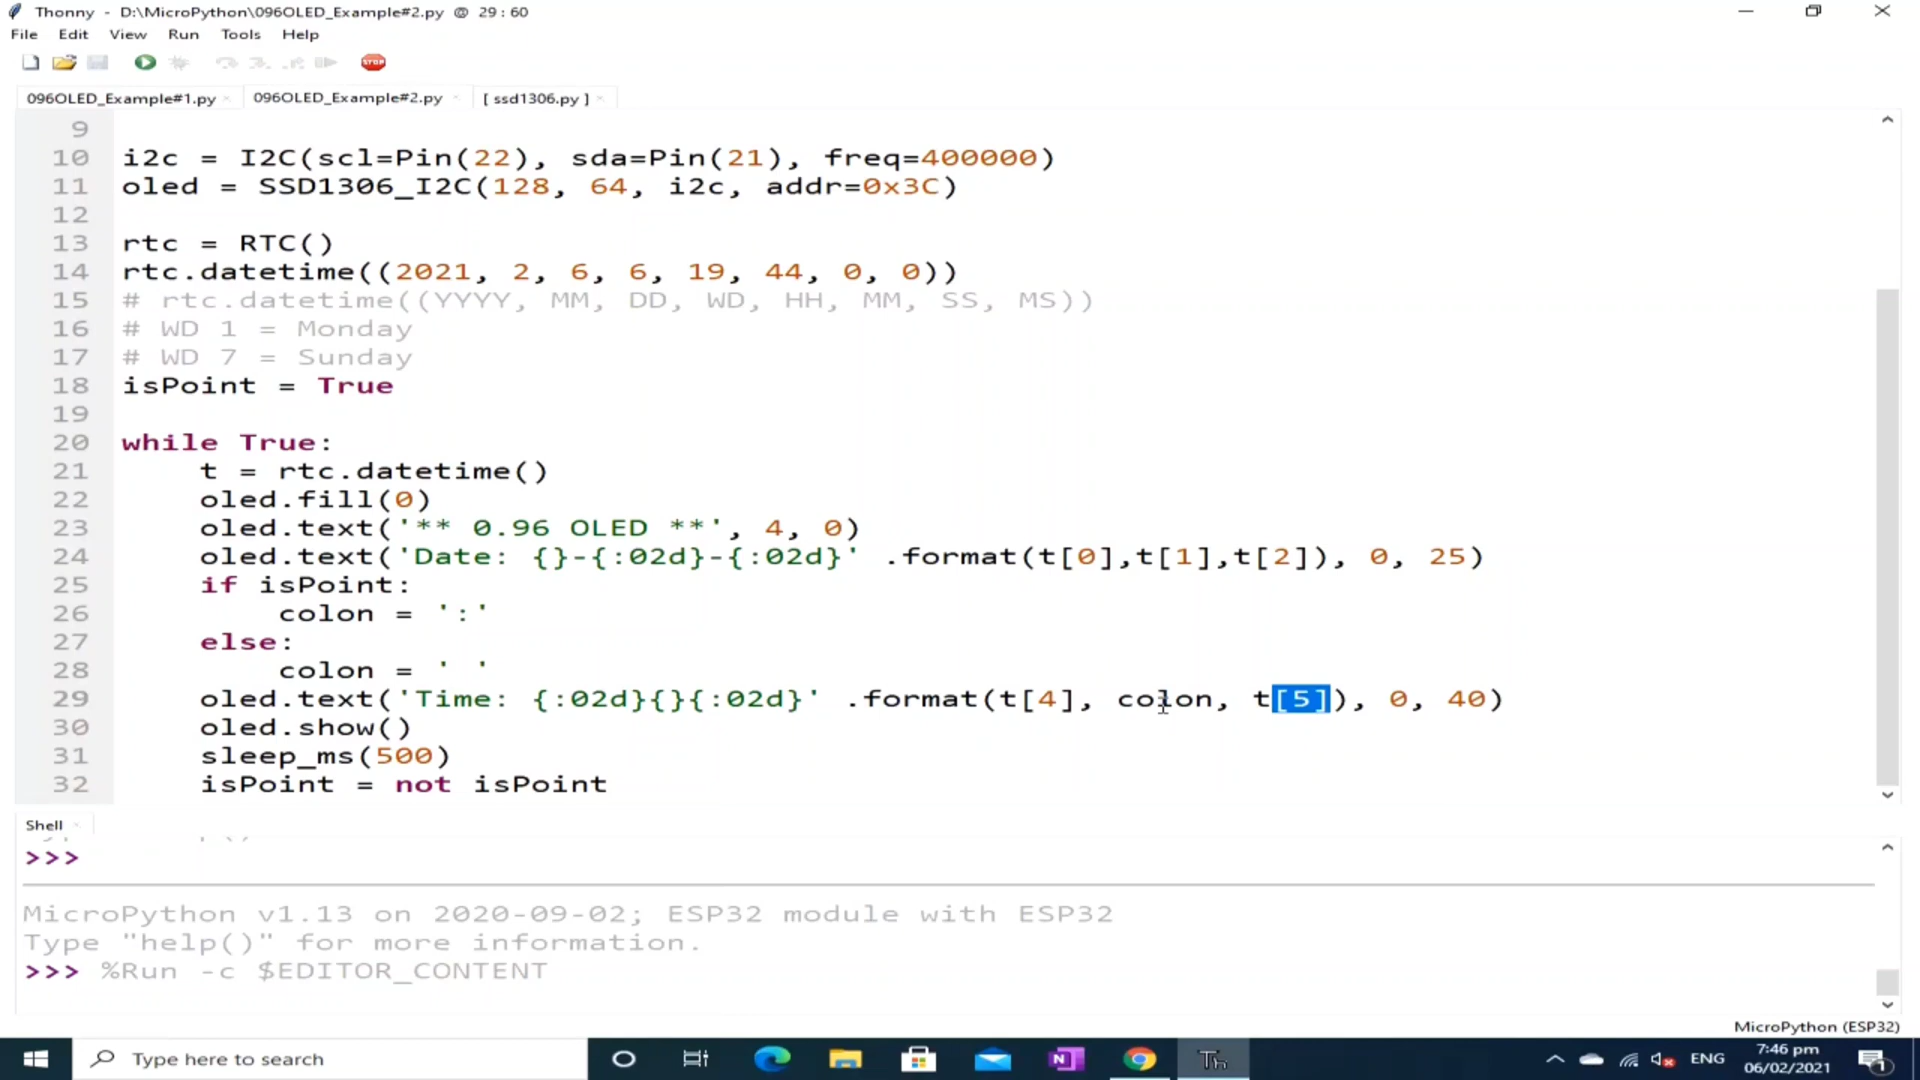 Thonny - D:\MicroPython\096OLED_Example#2.py @ 29 : 60
File Edit View Run Tools Help
STOP
096OLED_Example#1.py × 096OLED_Example#2.py × [ ssd1306.py ] ×
9
10 i2c = I2C(scl=Pin(22), sda=Pin(21), freq=400000)
11 oled = SSD1306_I2C(128, 64, i2c, addr=0x3C)
12
13 rtc = RTC()
14 rtc.datetime((2021, 2, 6, 6, 19, 44, 0, 0))
15 # rtc.datetime((YYYY, MM, DD, WD, HH, MM, SS, MS))
16 # WD 1 = Monday
17 # WD 7 = Sunday
18 isPoint = True
19
20 while True:
21 t = rtc.datetime()
22 oled.fill(0)
23 oled.text('** 0.96 OLED **', 4, 0)
24 oled.text('Date: {}-{:02d}-{:02d}' .format(t[0],t[1],t[2]), 0, 25)
25 if isPoint:
26 colon = ':'
27 else:
28 colon = ' '
29 oled.text('Time: {:02d}{}{:02d}' .format(t[4], colon, t[5]), 0, 40)
30 oled.show()
31 sleep_ms(500)
32 isPoint = not isPoint
Shell ×
>>>
MicroPython v1.13 on 2020-09-02; ESP32 module with ESP32
Type "help()" for more information.
>>> %Run -c $EDITOR_CONTENT
MicroPython (ESP32)
Type here to search
N
Th
ENG
7:46 pm
06/02/2021
1